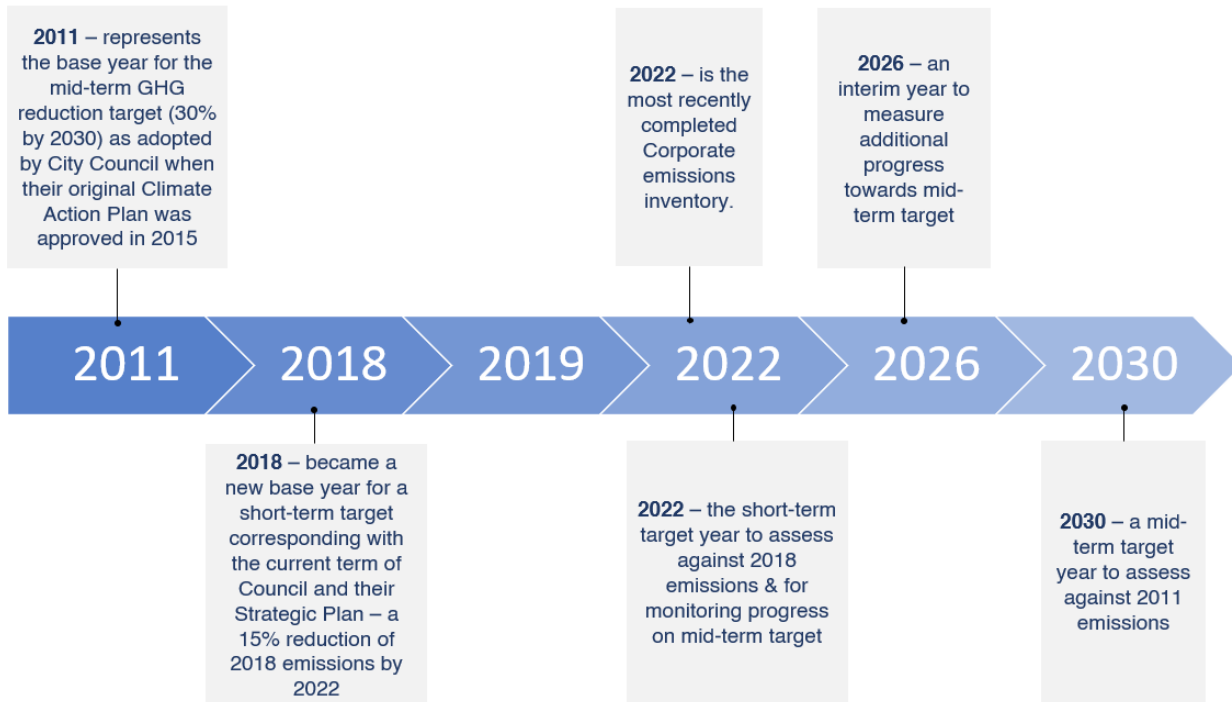 2011 – represents
the base year for the
mid-term GHG
reduction target (30%
by 2030) as adopted
by City Council when
their original Climate
Action Plan was
approved in 2015
2022 – is the
most recently
completed
Corporate
emissions
inventory.
2026 – an
interim year to
measure
additional
progress
towards mid-
term target
2011
2018
2019
2022
2026
2030
2018 – became a
new base year for a
short-term target
corresponding with
the current term of
Council and their
Strategic Plan – a
15% reduction of
2018 emissions by
2022
2022 – the short-term
target year to assess
against 2018
emissions & for
monitoring progress
on mid-term target
2030 – a mid-
term target
year to assess
against 2011
emissions